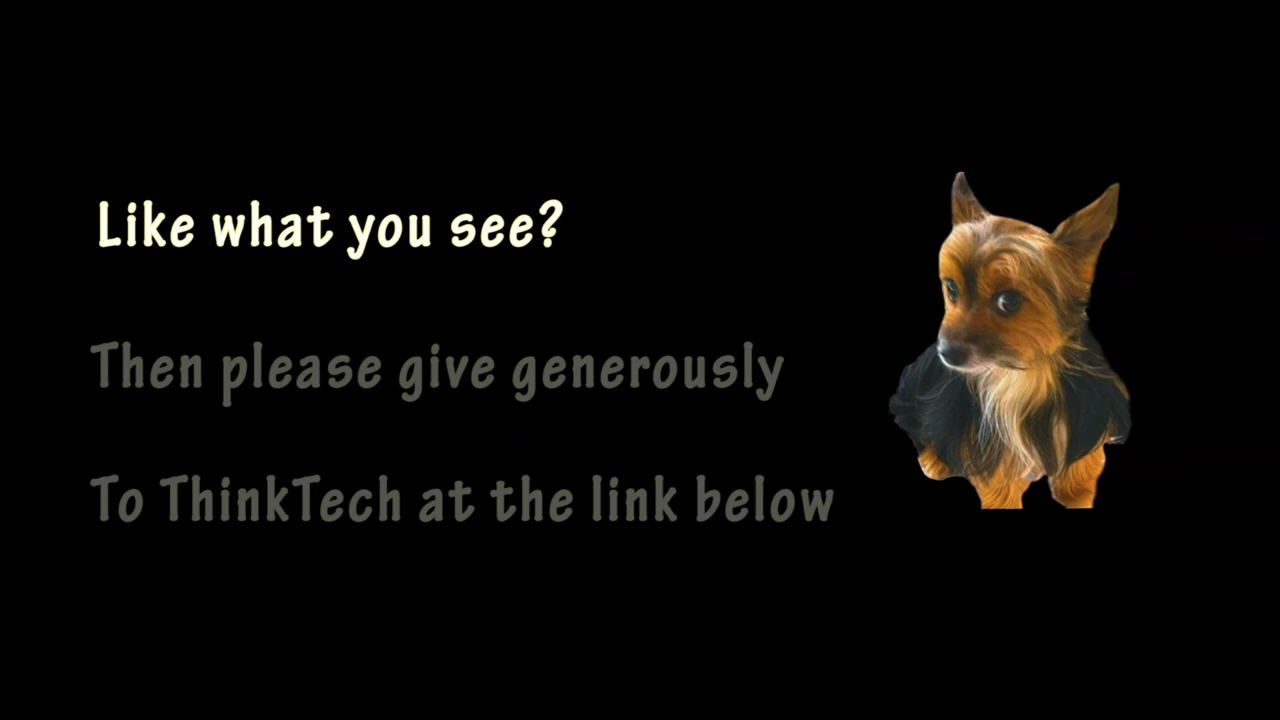 Like what you see?
Then please give generously
To ThinkTech at the link below